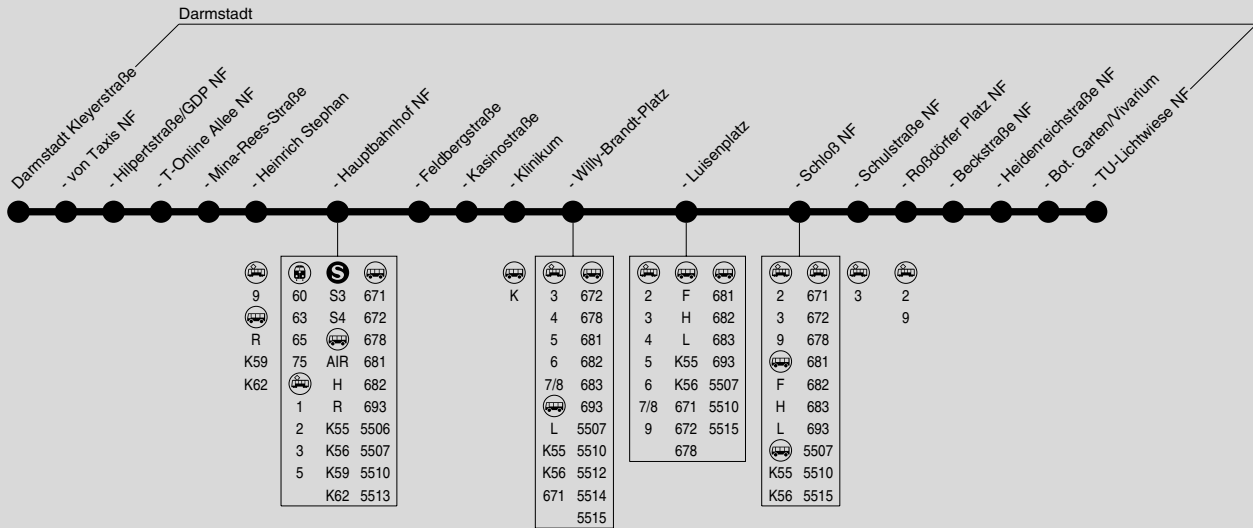 Darmstadt
Darmstadt Kleyerstraße
- von Taxis NF
- Hilpertstraße/GDP NF
- T-Online Allee NF
- Mina-Rees-Straße
- Heinrich Stephan
- Hauptbahnhof NF
- Feldbergstraße
- Kasinostraße
- Klinikum
- Willy-Brandt-Platz
- Luisenplatz
- Schloß NF
- Schulstraße NF
- Roßdörfer Platz NF
- Beckstraße NF
- Heidenreichstraße NF
- Bot. Garten/Vivarium
- TU-Lichtwiese NF
9
R
K59
K62
60
63
65
75
1
2
3
5
S
S3
S4
AIR
H
R
K55
K56
K59
K62
671
672
678
681
682
693
5506
5507
5510
5513
K
3
4
5
6
7/8
L
K55
K56
671
672
678
681
682
683
693
5507
5510
5512
5514
5515
2
3
4
5
6
7/8
9
F
H
L
K55
K56
671
672
678
681
682
683
693
5507
5510
5515
2
3
9
F
H
L
K55
K56
671
672
678
681
682
683
693
5507
5510
5515
3
2
9